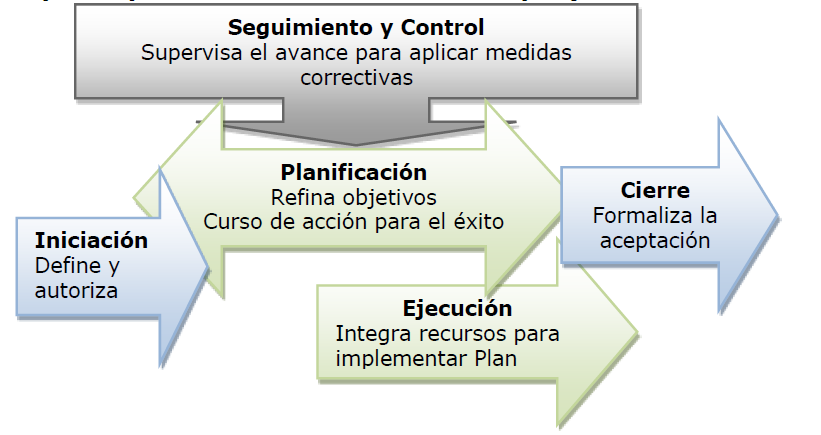 Seguimiento y Control
Supervisa el avance para aplicar medidas
correctivas
Planificación
Refina objetivos
Curso de acción para el éxito
Iniciación
Define y
autoriza
Cierre
Formaliza la
aceptación
Ejecución
Integra recursos para
implementar Plan